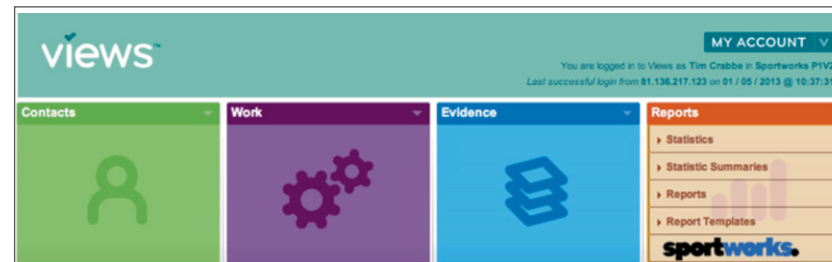 views™
MY ACCOUNT
You are logged in to Views as Tim Crabbe in Sportworks P1V2
Last successful login from 81.136.217.123 on 01 / 05 / 2013 @ 10:37:31
Contacts
Work
Evidence
Reports
Statistics
Statistic Summaries
Reports
Report Templates
sportworks.